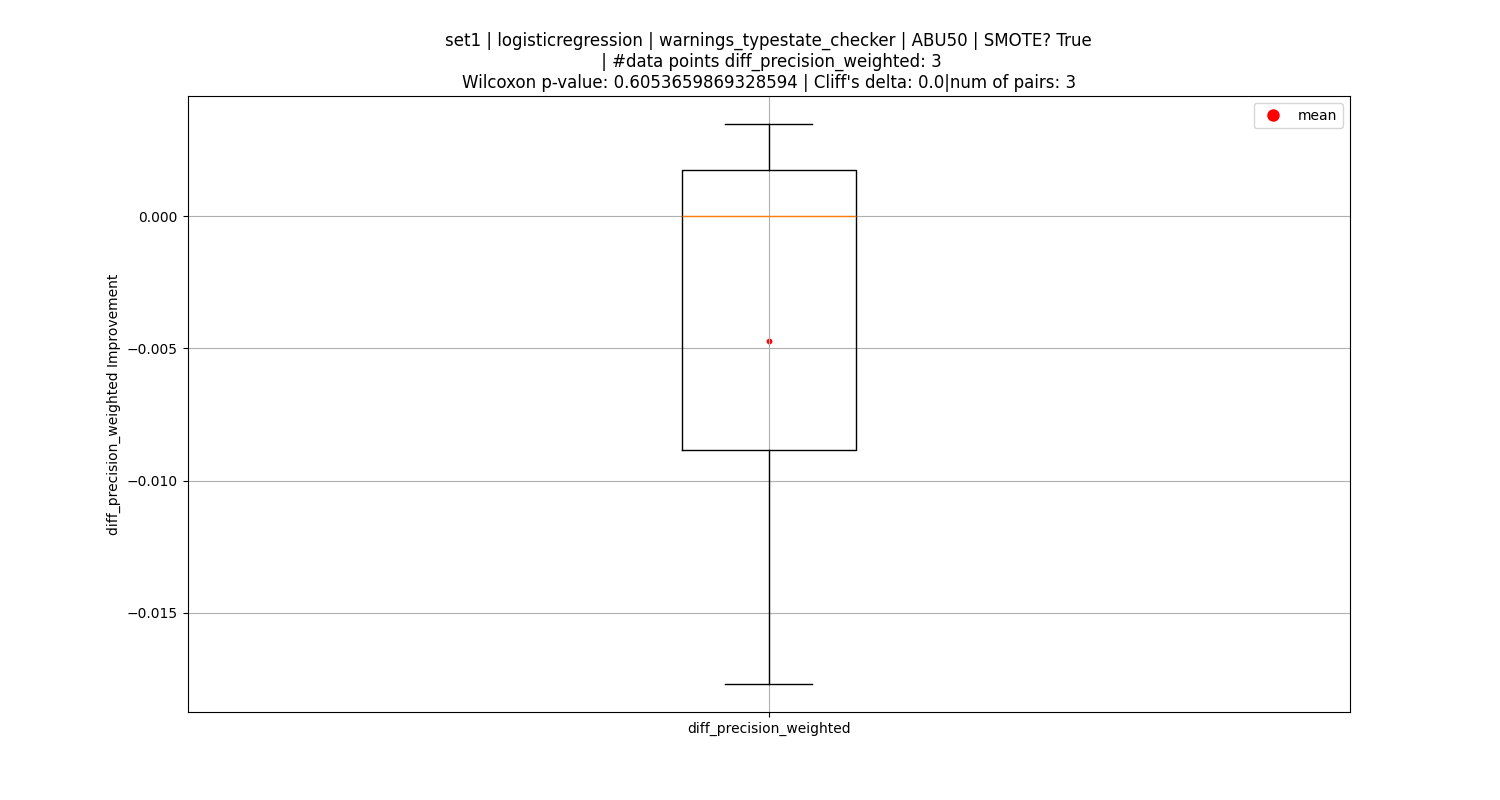 set1 | logisticregression | warnings_typestate_checker | ABU50 | SMOTE? True
| #data points diff_precision_weighted: 3
Wilcoxon p-value: 0.6053659869328594 | Cliff's delta: 0.0|num of pairs: 3
mean
0.000
−0.005
−0.010
−0.015
diff_precision_weighted Improvement
diff_precision_weighted